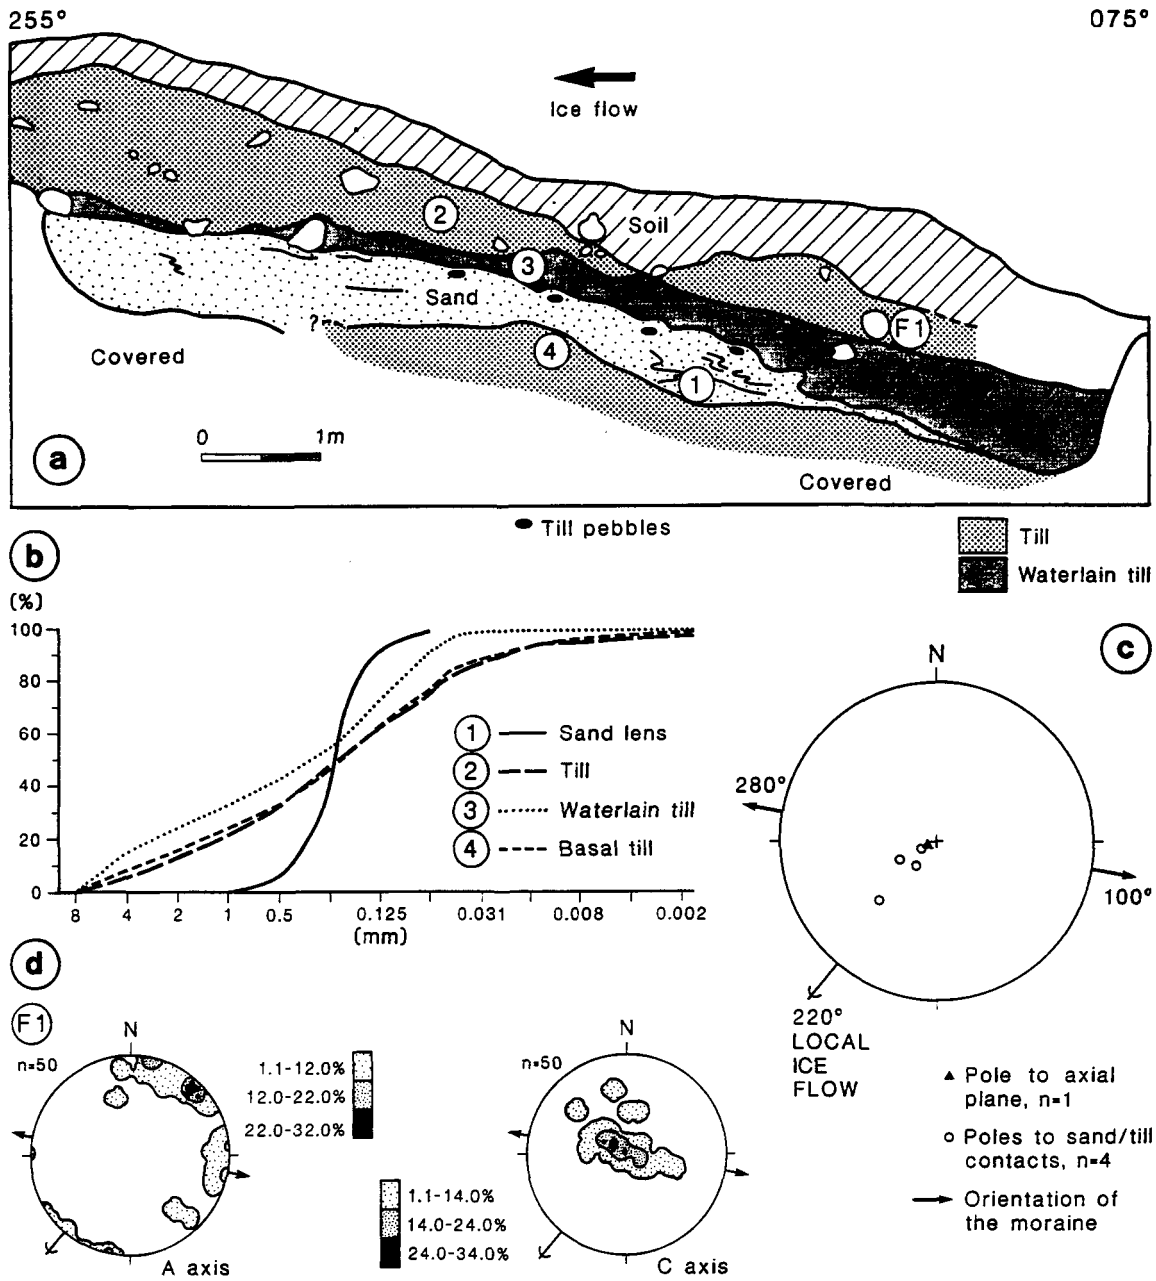 255° 075°
Ice flow
2
Soil
3
Sand
F1
?
4
Covered
1
0 1m
a
Covered
Till pebbles
Till
Waterlain till
b
(%)
100
80
60
40
20
0
8 4 2 1 0.5 0.125 0.031 0.008 0.002
(mm)
1 Sand lens
2 Till
3 Waterlain till
4 Basal till
c
N
280°
100°
220°
LOCAL
ICE
FLOW
Pole to axial
plane, n=1
Poles to sand/till
contacts, n=4
Orientation of
the moraine
d
F1
N
n=50
1.1-12.0%
12.0-22.0%
22.0-32.0%
A axis
N
n=50
1.1-14.0%
14.0-24.0%
24.0-34.0%
C axis